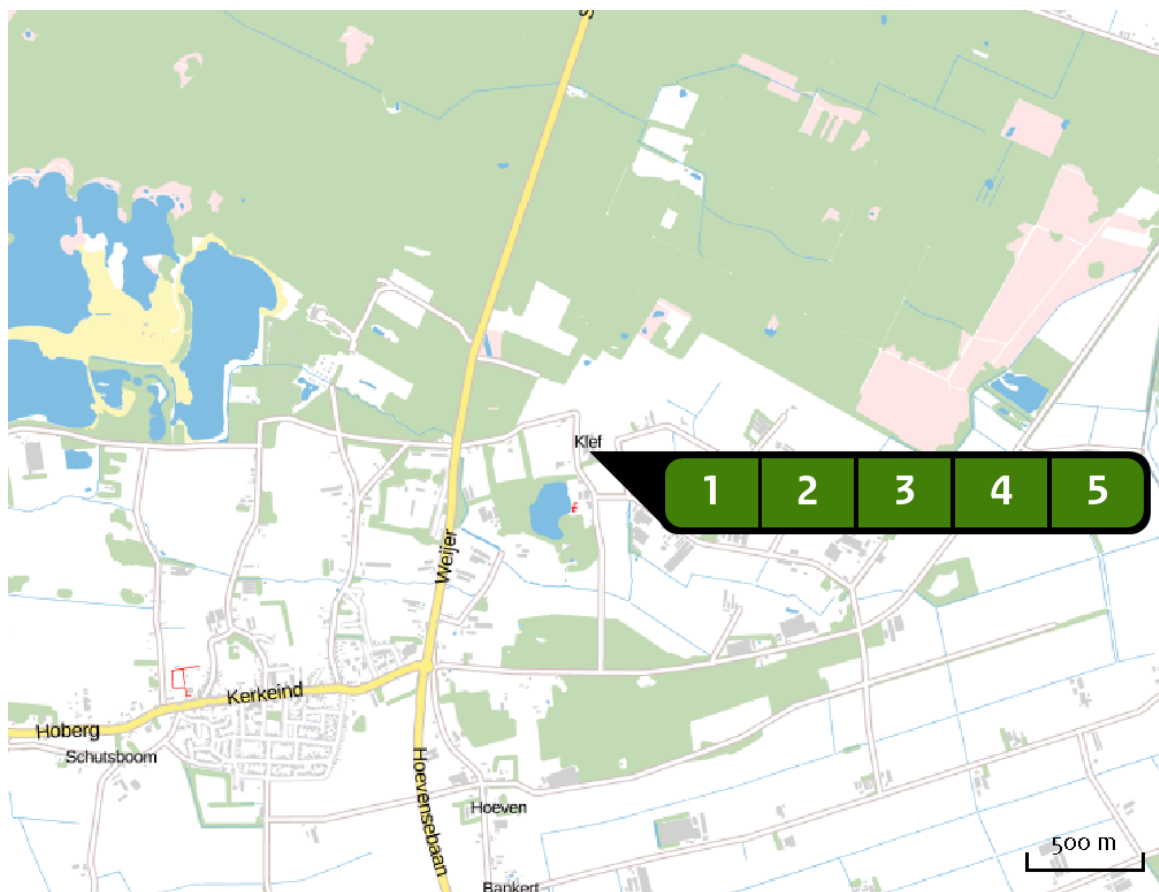 Klef
1 2 3 4 5
Weijer
Kerkeind
Hoberg
Schutsboom
Hoevensebaan
Hoeven
500 m
Bankert